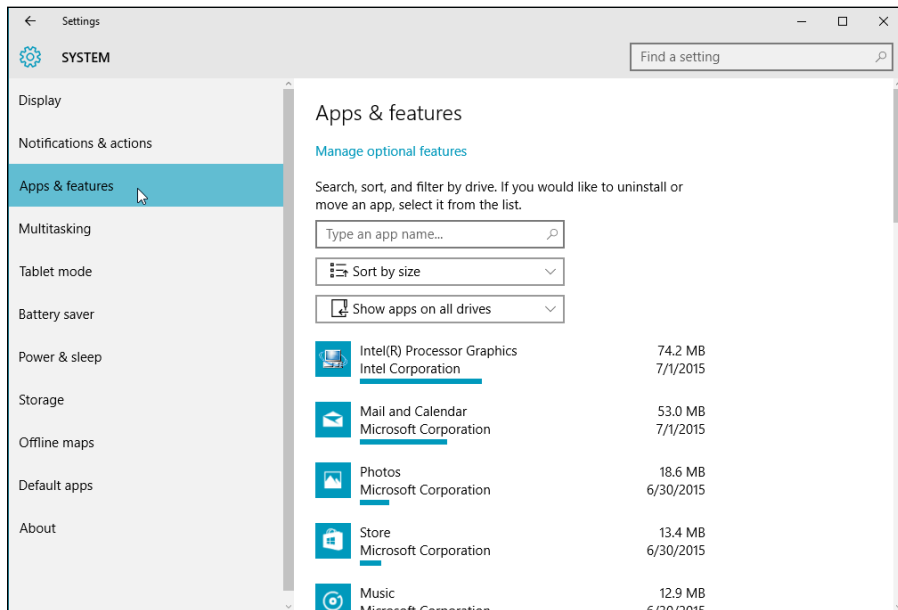 Settings
SYSTEM
Find a setting
Display
Notifications & actions
Apps & features
Multitasking
Tablet mode
Battery saver
Power & sleep
Storage
Offline maps
Default apps
About
Apps & features
Manage optional features
Search, sort, and filter by drive. If you would like to uninstall or
move an app, select it from the list.
Type an app name...
Sort by size
Show apps on all drives
Intel(R) Processor Graphics 74.2 MB
Intel Corporation 7/1/2015
Mail and Calendar 53.0 MB
Microsoft Corporation 7/1/2015
Photos 18.6 MB
Microsoft Corporation 6/30/2015
Store 13.4 MB
Microsoft Corporation 6/30/2015
Music 12.9 MB
Microsoft Corporation 6/30/2015